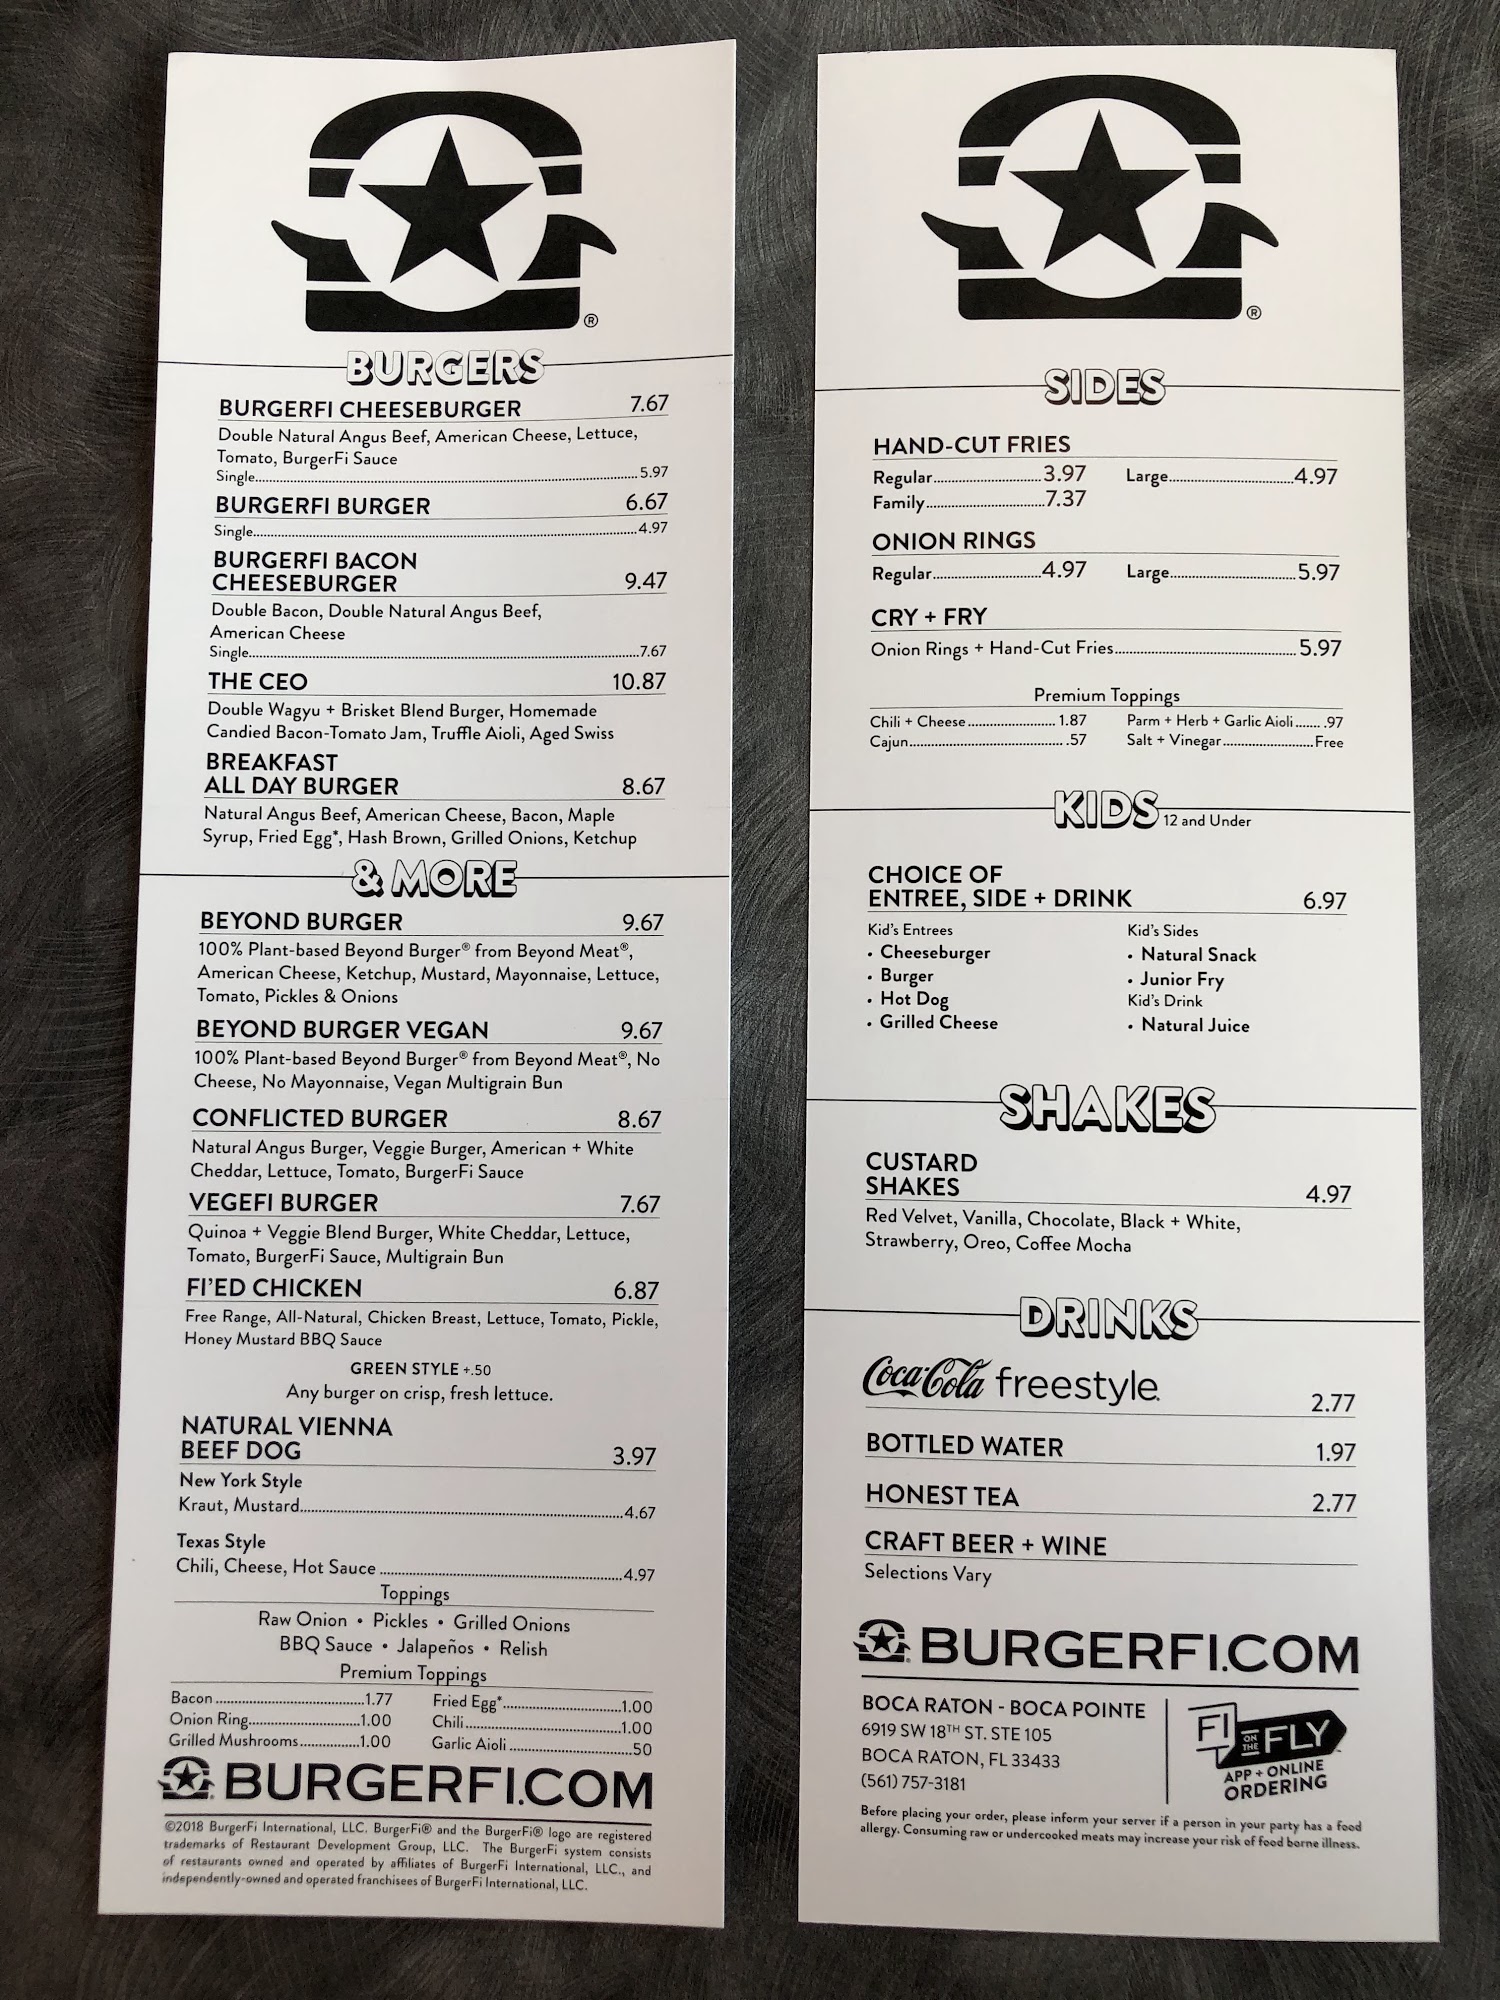 ®
BURGERS
BURGERFI CHEESEBURGER 7.67
Double Natural Angus Beef, American Cheese, Lettuce,
Tomato, BurgerFi Sauce
Single 5.97
BURGERFI BURGER 6.67
Single 4.97
BURGERFI BACON
CHEESEBURGER 9.47
Double Bacon, Double Natural Angus Beef,
American Cheese
Single 7.67
THE CEO 10.87
Double Wagyu + Brisket Blend Burger, Homemade
Candied Bacon-Tomato Jam, Truffle Aioli, Aged Swiss
BREAKFAST
ALL DAY BURGER 8.67
Natural Angus Beef, American Cheese, Bacon, Maple
Syrup, Fried Egg*, Hash Brown, Grilled Onions, Ketchup
& MORE
BEYOND BURGER 9.67
100% Plant-based Beyond Burger® from Beyond Meat®,
American Cheese, Ketchup, Mustard, Mayonnaise, Lettuce,
Tomato, Pickles & Onions
BEYOND BURGER VEGAN 9.67
100% Plant-based Beyond Burger® from Beyond Meat®, No
Cheese, No Mayonnaise, Vegan Multigrain Bun
CONFLICTED BURGER 8.67
Natural Angus Burger, Veggie Burger, American + White
Cheddar, Lettuce, Tomato, BurgerFi Sauce
VEGEFI BURGER 7.67
Quinoa + Veggie Blend Burger, White Cheddar, Lettuce,
Tomato, BurgerFi Sauce, Multigrain Bun
FI'ED CHICKEN 6.87
Free Range, All-Natural, Chicken Breast, Lettuce, Tomato, Pickle,
Honey Mustard BBQ Sauce
GREEN STYLE +.50
Any burger on crisp, fresh lettuce.
NATURAL VIENNA
BEEF DOG 3.97
New York Style
Kraut, Mustard 4.67
Texas Style
Chili, Cheese, Hot Sauce 4.97
Toppings
Raw Onion • Pickles • Grilled Onions
BBQ Sauce • Jalapeños • Relish
Premium Toppings
Bacon 1.77 Fried Egg* 1.00
Onion Ring 1.00 Chili 1.00
Grilled Mushrooms 1.00 Garlic Aioli .50
BURGERFI.COM
©2018 BurgerFi International, LLC. BurgerFi® and the BurgerFi® logo are registered
trademarks of Restaurant Development Group, LLC. The BurgerFi system consists
of restaurants owned and operated by affiliates of BurgerFi International, LLC., and
independently-owned and operated franchisees of BurgerFi International, LLC.
®
SIDES
HAND-CUT FRIES
Regular 3.97 Large 4.97
Family 7.37
ONION RINGS
Regular 4.97 Large 5.97
CRY + FRY
Onion Rings + Hand-Cut Fries 5.97
Premium Toppings
Chili + Cheese 1.87 Parm + Herb + Garlic Aioli .97
Cajun .57 Salt + Vinegar Free
KIDS 12 and Under
CHOICE OF
ENTREE, SIDE + DRINK 6.97
Kid's Entrees Kid's Sides
• Cheeseburger • Natural Snack
• Burger • Junior Fry
• Hot Dog Kid's Drink
• Grilled Cheese • Natural Juice
SHAKES
CUSTARD
SHAKES 4.97
Red Velvet, Vanilla, Chocolate, Black + White,
Strawberry, Oreo, Coffee Mocha
DRINKS
Coca-Cola freestyle 2.77
BOTTLED WATER 1.97
HONEST TEA 2.77
CRAFT BEER + WINE
Selections Vary
BURGERFI.COM
BOCA RATON - BOCA POINTE
6919 SW 18TH ST. STE 105
BOCA RATON, FL 33433
(561) 757-3181
FI ON THE FLY
APP + ONLINE
ORDERING
Before placing your order, please inform your server if a person in your party has a food
allergy. Consuming raw or undercooked meats may increase your risk of food borne illness.